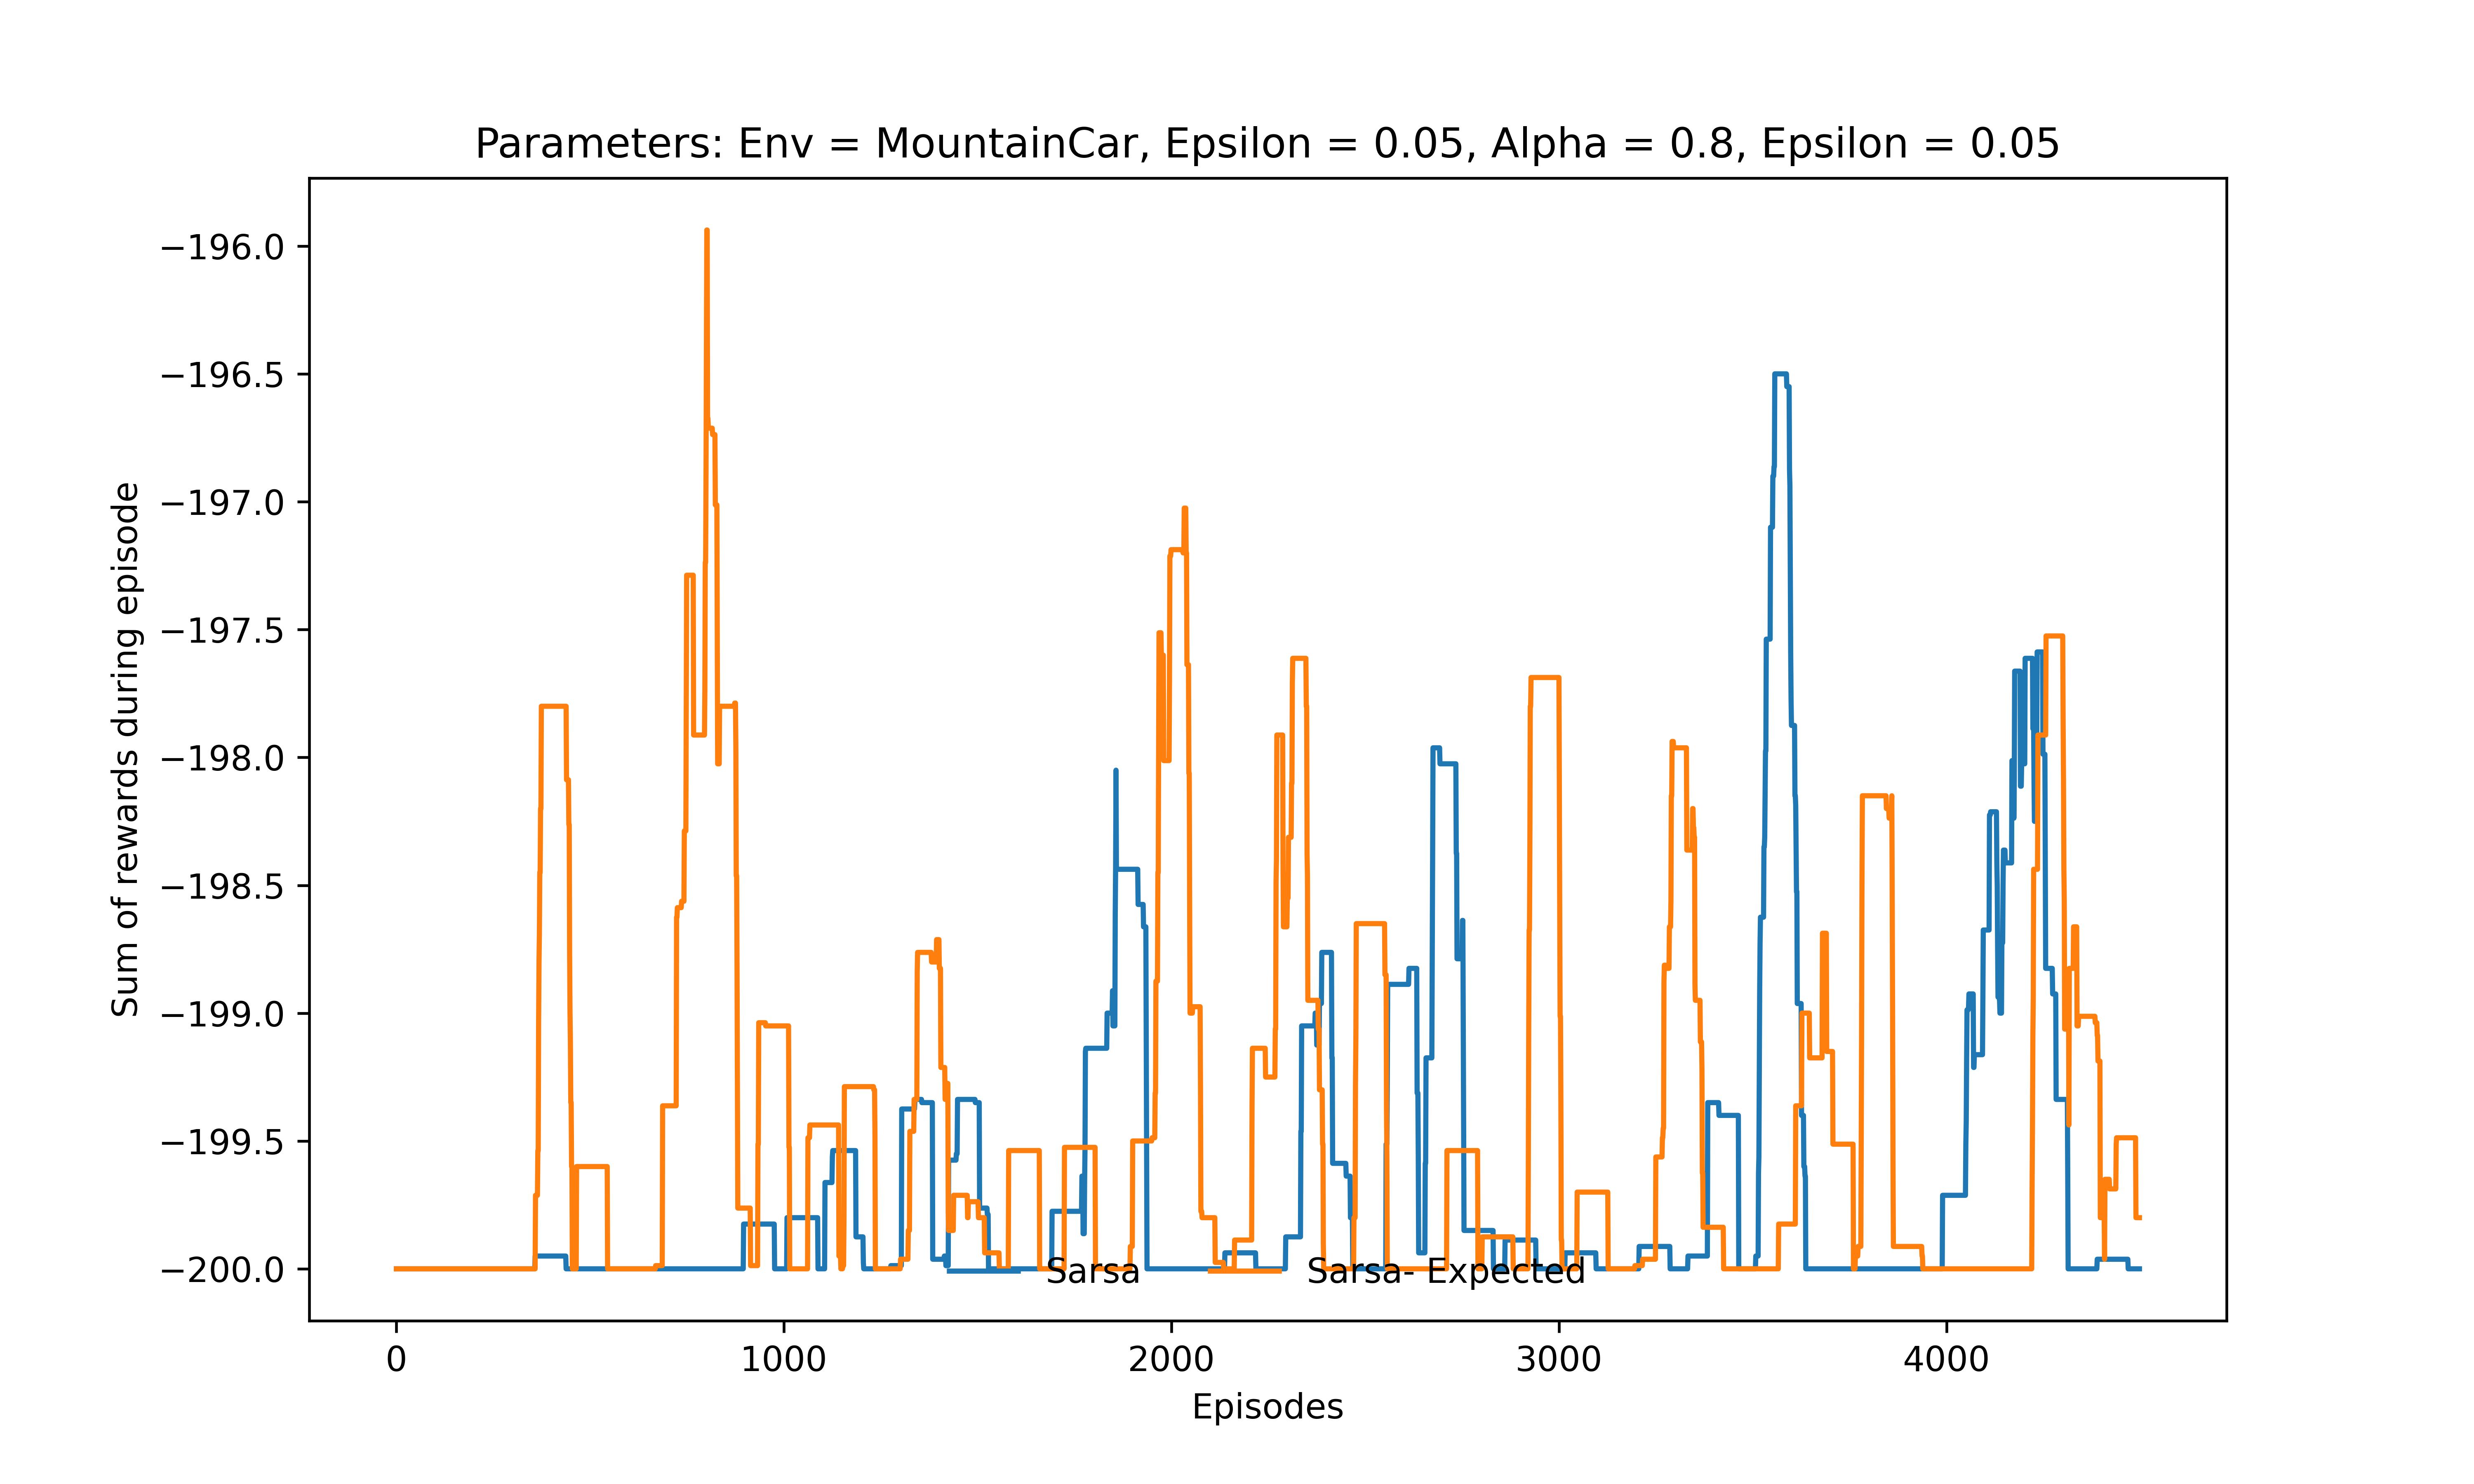 Parameters: Env = MountainCar, Epsilon = 0.05, Alpha = 0.8, Epsilon = 0.05
Sum of rewards during episode
−196.0
−196.5
−197.0
−197.5
−198.0
−198.5
−199.0
−199.5
−200.0
Sarsa Sarsa- Expected
0 1000 2000 3000 4000
Episodes